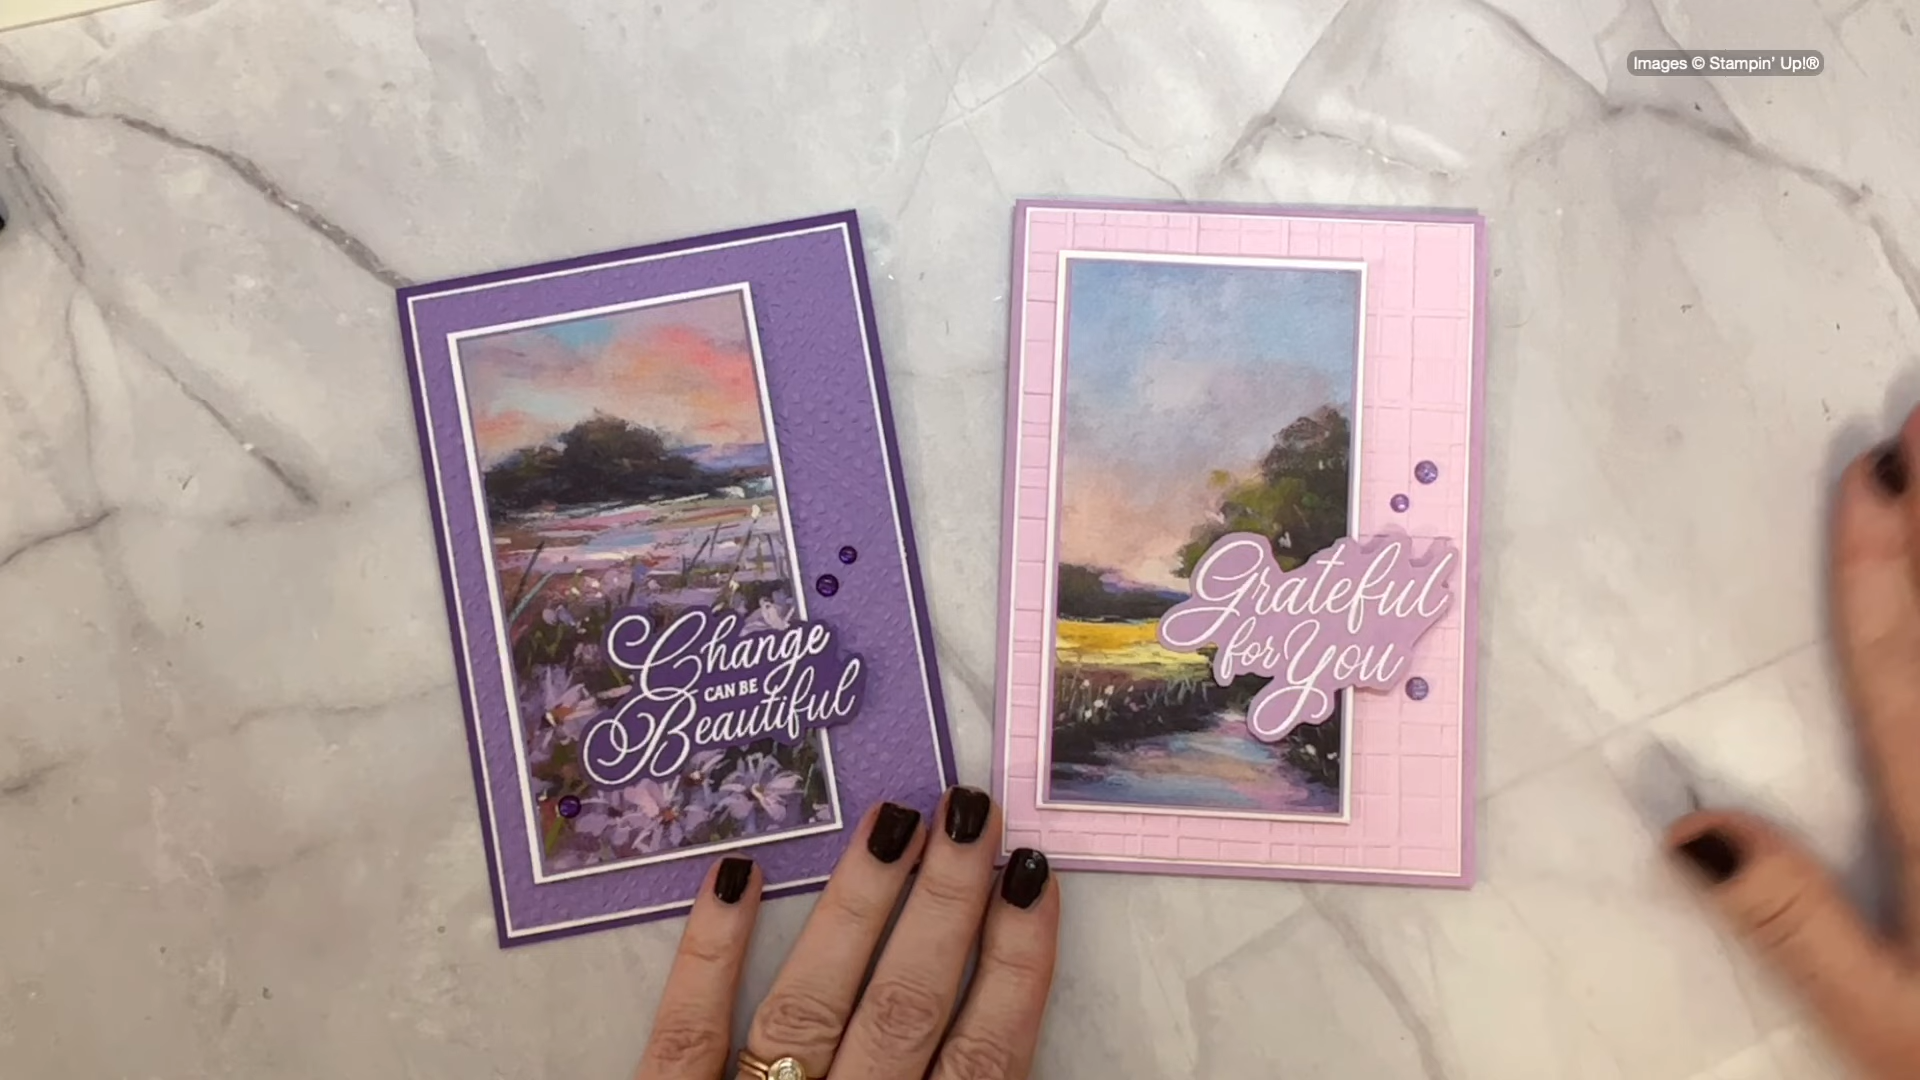 Images © Stampin' Up!®
Change
CAN BE
Beautiful
Grateful
for You